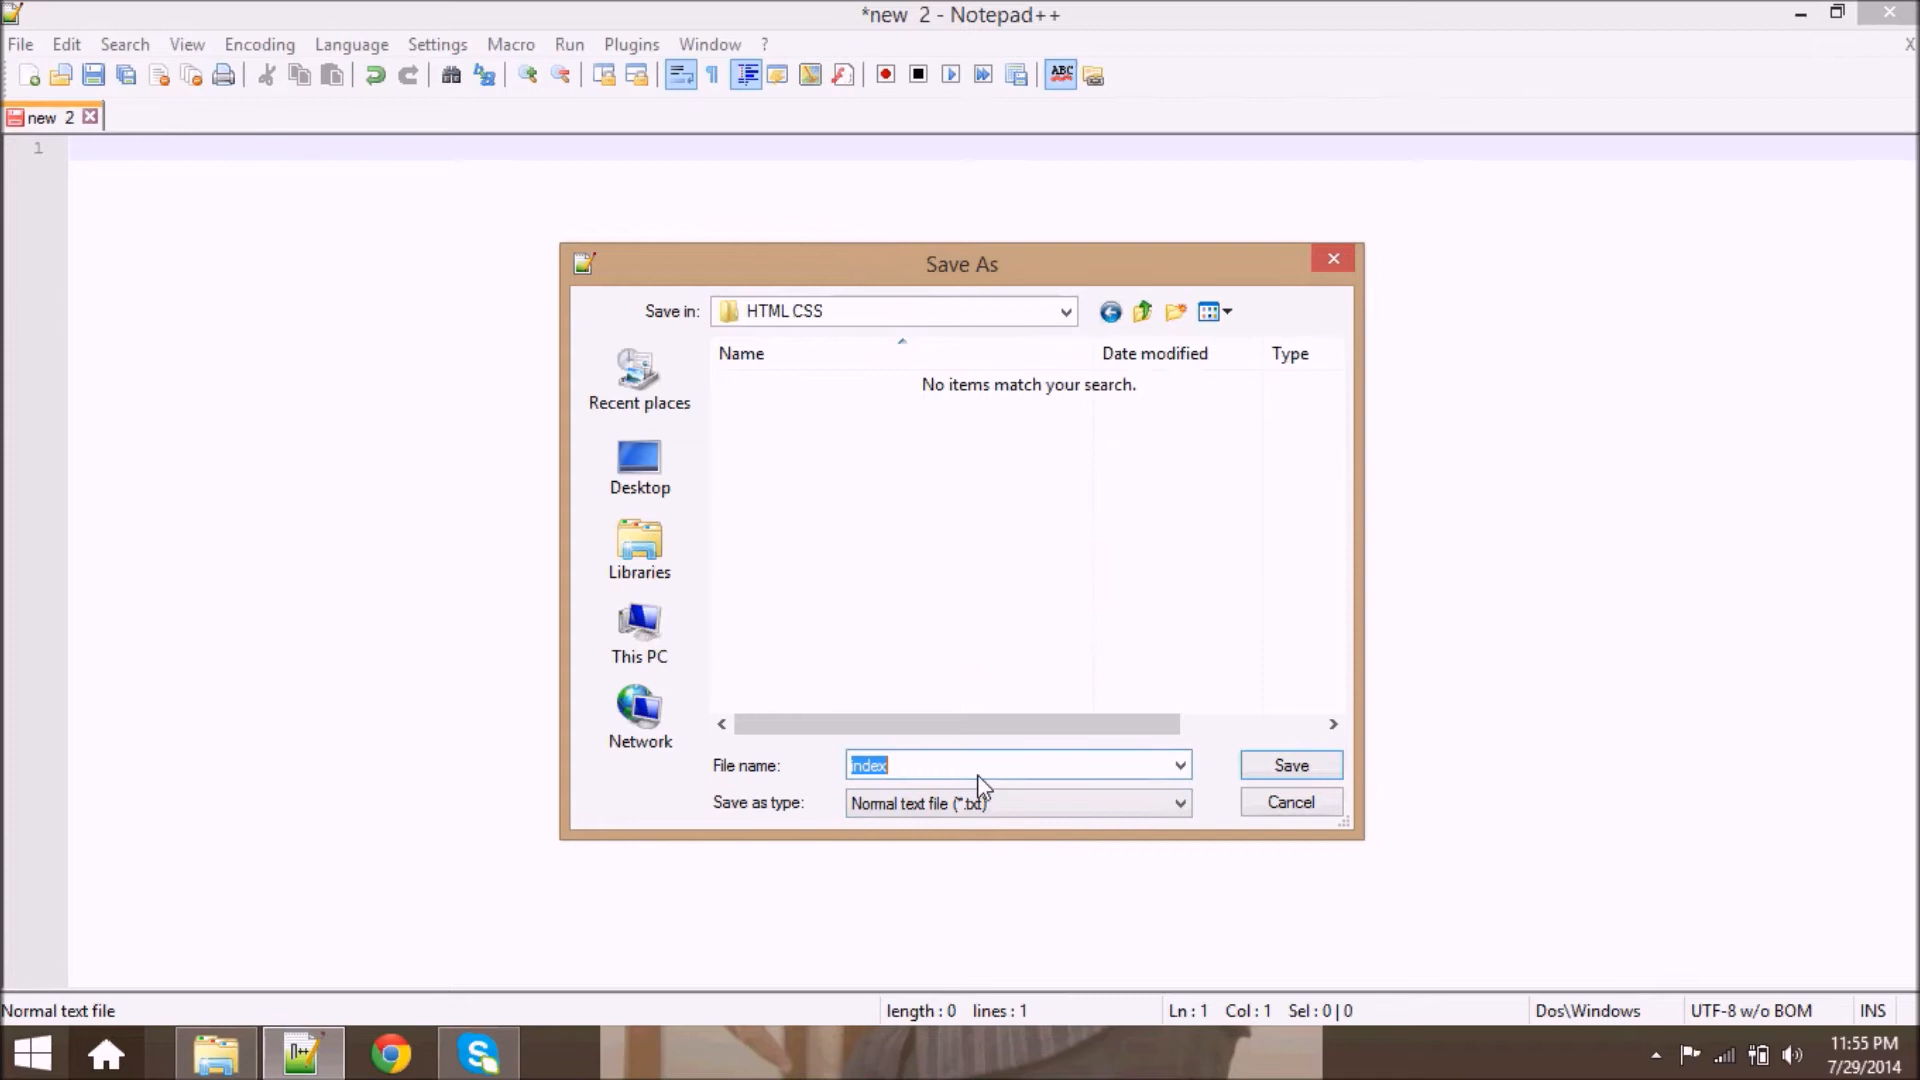 *new 2 - Notepad++
File Edit Search View Encoding Language Settings Macro Run Plugins Window ? X
ABC
new 2
1
Save As
Save in: HTML CSS
Name Date modified Type
No items match your search.
Recent places
Desktop
Libraries
This PC
Network
File name: index Save
Save as type: Normal text file (*.txt) Cancel
Normal text file length : 0 lines : 1 Ln : 1 Col : 1 Sel : 0 | 0 Dos\Windows UTF-8 w/o BOM INS
11:55 PM
7/29/2014